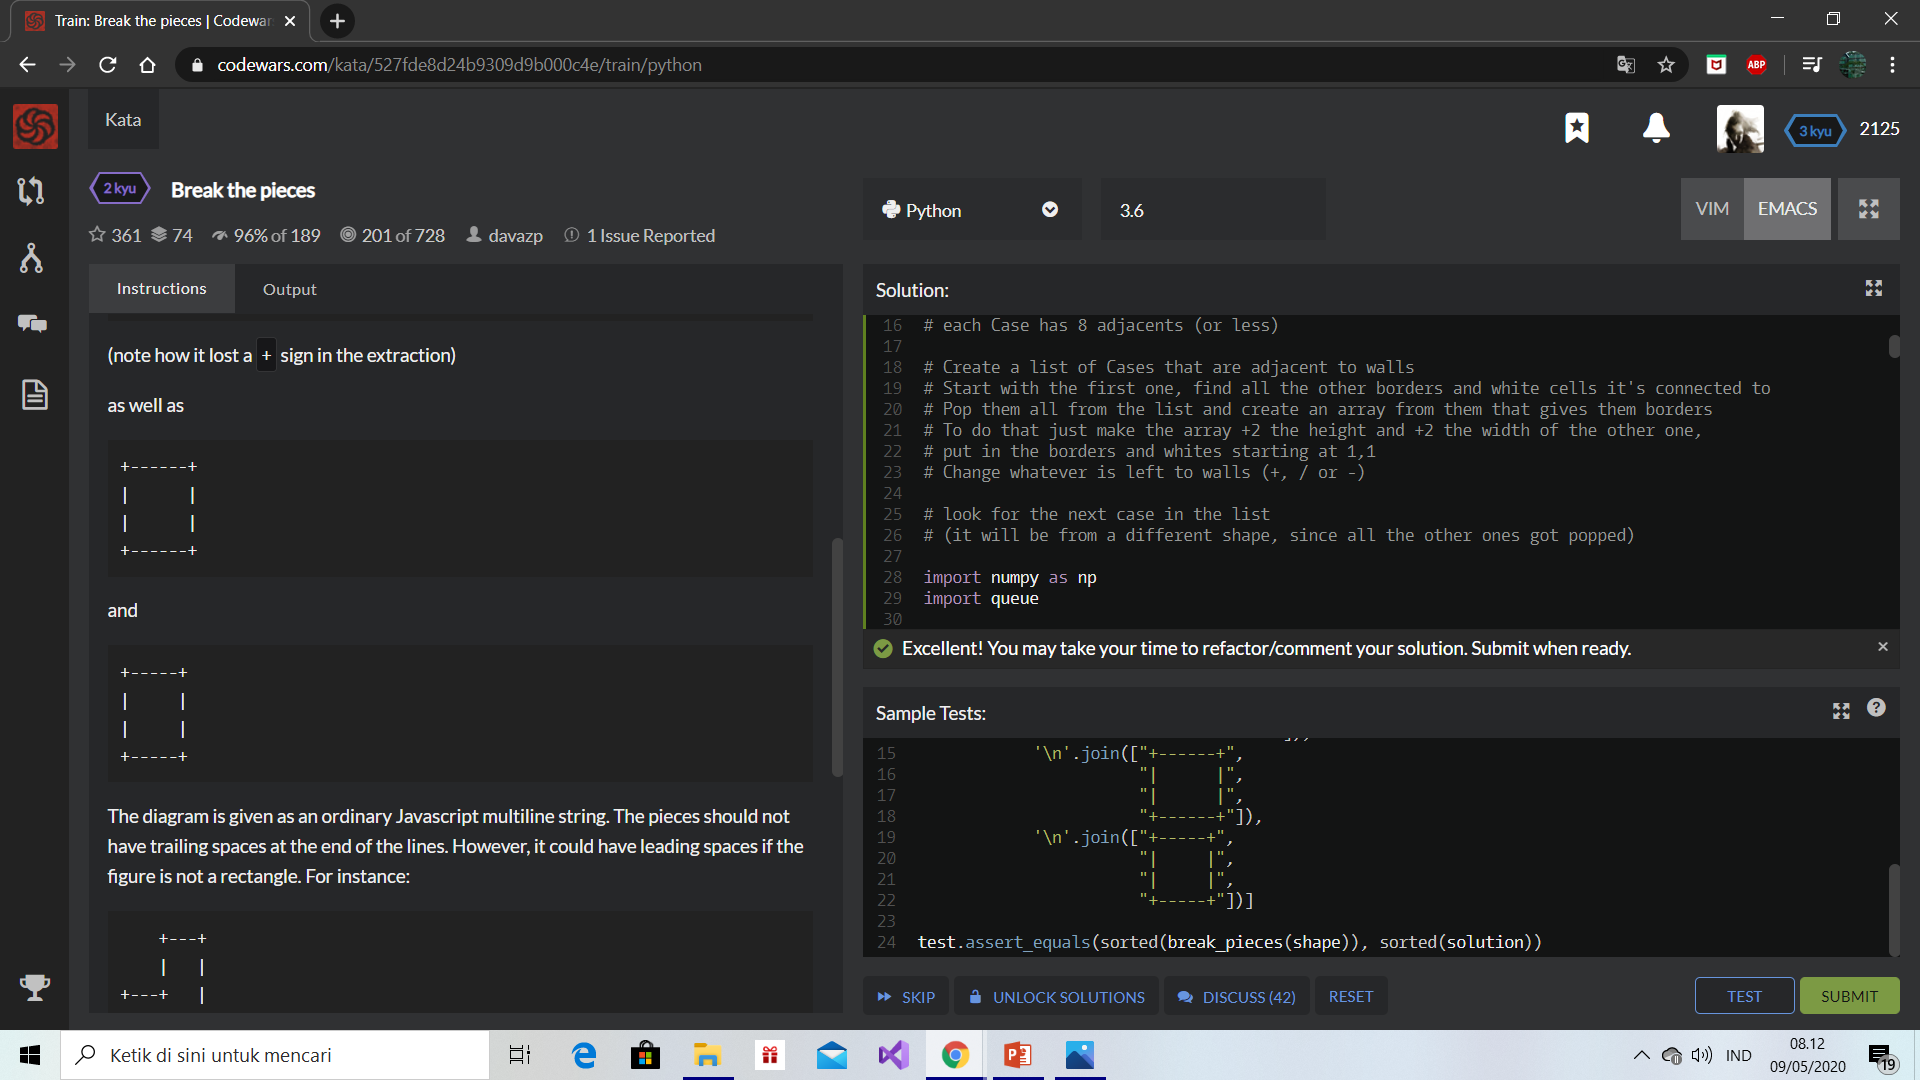 Train: Break the pieces | Codewar
codewars.com/kata/527fde8d24b9309d9b000c4e/train/python
ABP
Kata
3 kyu 2125
2 kyu Break the pieces
361 74 96% of 189 201 of 728 davazp 1 Issue Reported
Python
3.6
VIM EMACS
Instructions Output
(note how it lost a + sign in the extraction)
as well as
+------+
|      |
|      |
+------+
and
+-----+
|     |
|     |
+-----+
The diagram is given as an ordinary Javascript multiline string. The pieces should not
have trailing spaces at the end of the lines. However, it could have leading spaces if the
figure is not a rectangle. For instance:
    +---+
    |   |
+---+   |
Solution:
16 # each Case has 8 adjacents (or less)
17
18 # Create a list of Cases that are adjacent to walls
19 # Start with the first one, find all the other borders and white cells it's connected to
20 # Pop them all from the list and create an array from them that gives them borders
21 # To do that just make the array +2 the height and +2 the width of the other one,
22 # put in the borders and whites starting at 1,1
23 # Change whatever is left to walls (+, / or -)
24
25 # look for the next case in the list
26 # (it will be from a different shape, since all the other ones got popped)
27
28 import numpy as np
29 import queue
30
Excellent! You may take your time to refactor/comment your solution. Submit when ready.
Sample Tests:
15 '\n'.join(["+------+",
16 "|      |",
17 "|      |",
18 "+------+"]),
19 '\n'.join(["+-----+",
20 "|     |",
21 "|     |",
22 "+-----+"])]
23
24 test.assert_equals(sorted(break_pieces(shape)), sorted(solution))
SKIP UNLOCK SOLUTIONS DISCUSS (42) RESET TEST SUBMIT
Ketik di sini untuk mencari
IND
08.12
09/05/2020
19